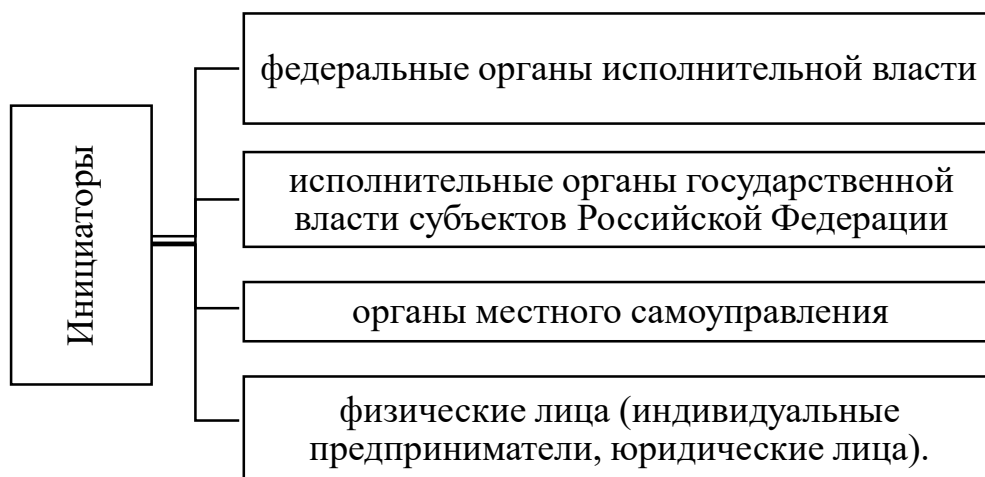 Инициаторы
федеральные органы исполнительной власти
исполнительные органы государственной
власти субъектов Российской Федерации
органы местного самоуправления
физические лица (индивидуальные
предприниматели, юридические лица).